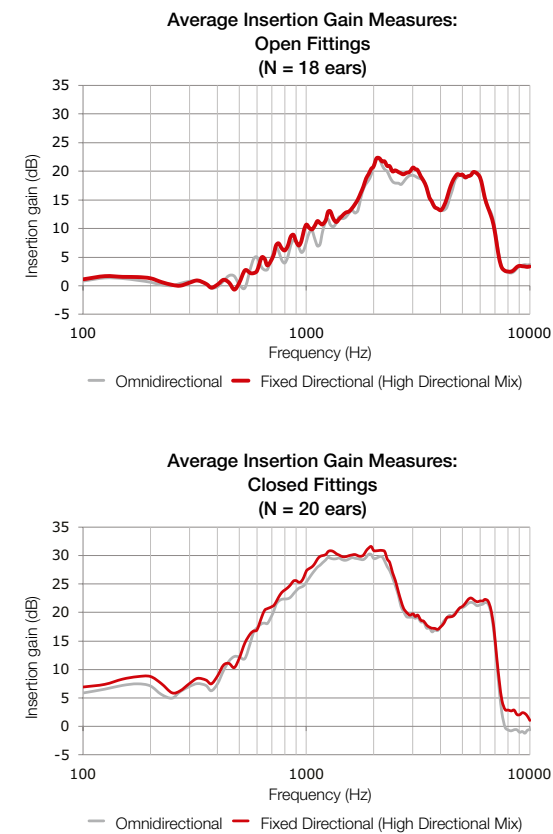 Average Insertion Gain Measures:
Open Fittings
(N = 18 ears)
35
30
25
20
15
10
5
0
-5
Insertion gain (dB)
100 1000 10000
Frequency (Hz)
Omnidirectional Fixed Directional (High Directional Mix)
Average Insertion Gain Measures:
Closed Fittings
(N = 20 ears)
35
30
25
20
15
10
5
0
-5
Insertion gain (dB)
100 1000 10000
Frequency (Hz)
Omnidirectional Fixed Directional (High Directional Mix)